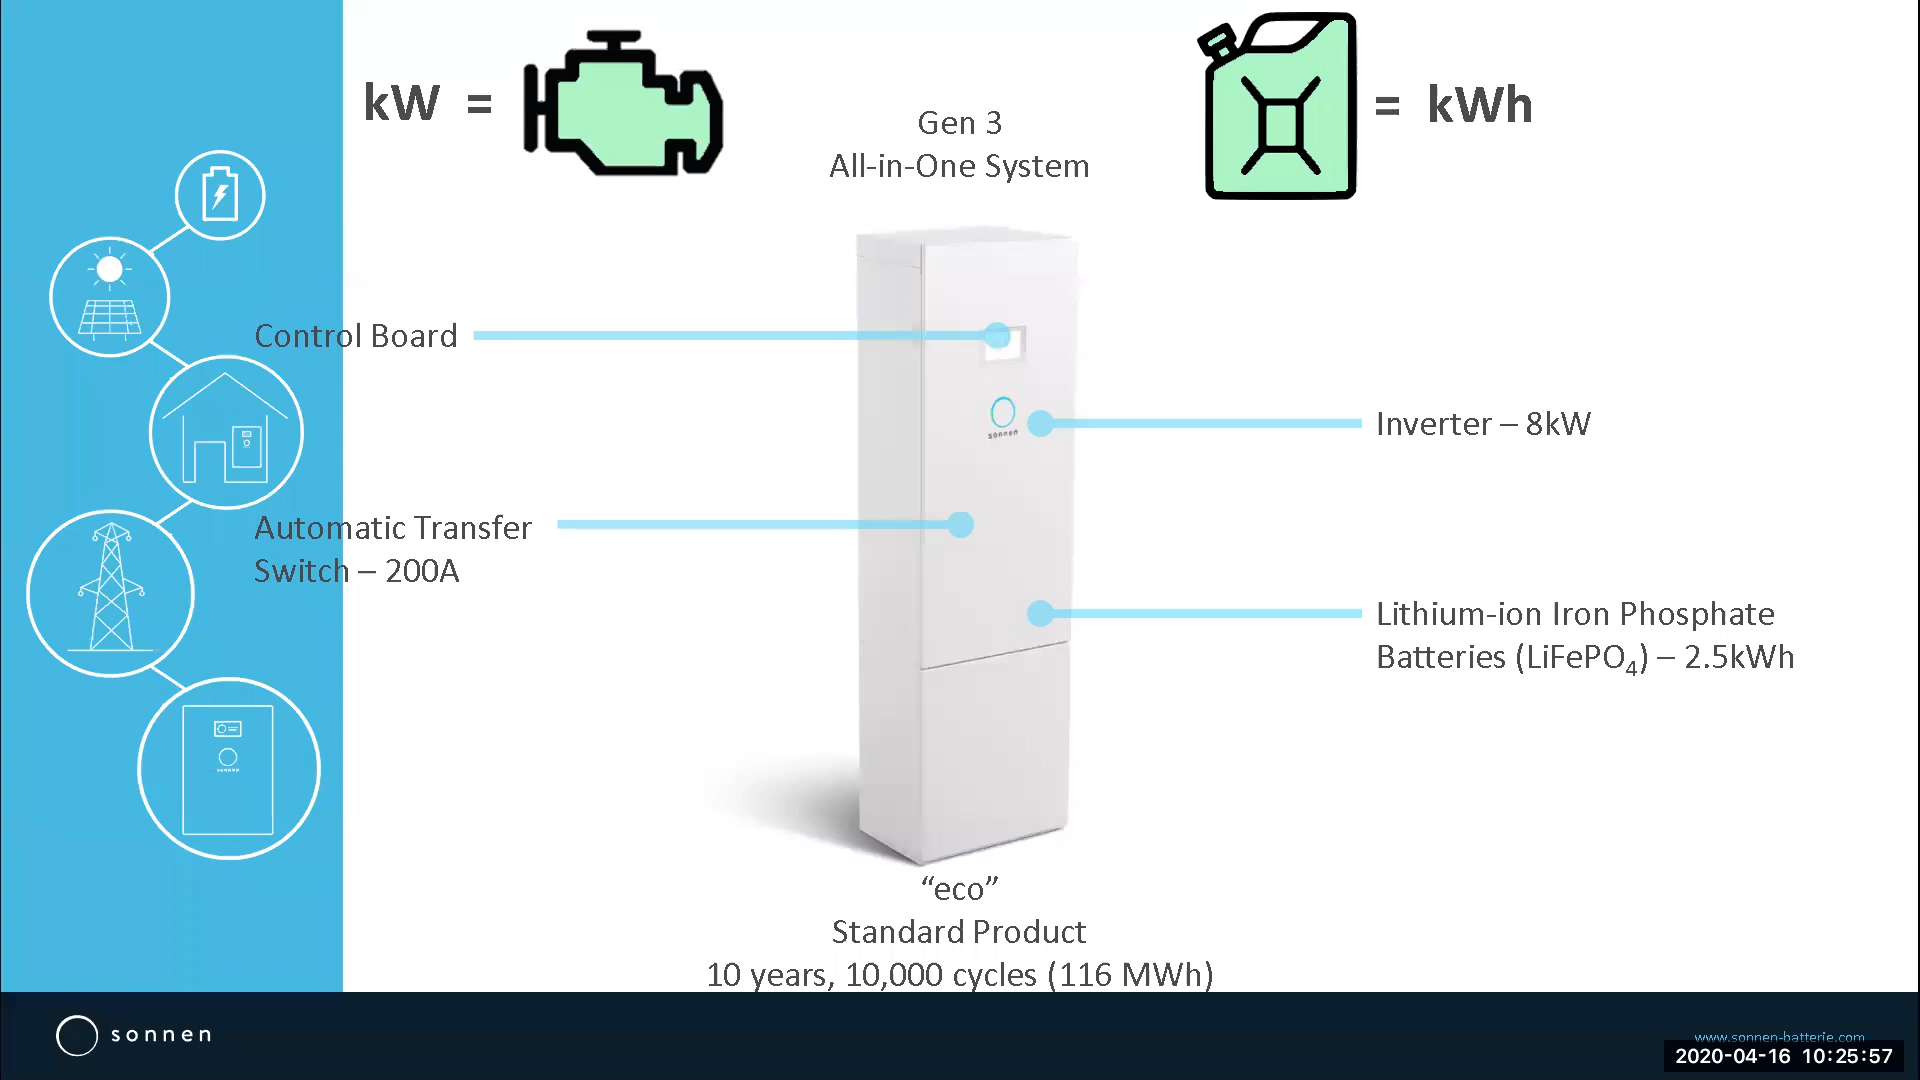 kW =
= kWh
Gen 3
All-in-One System
Control Board
Inverter – 8kW
sonnen
Automatic Transfer
Switch – 200A
Lithium-ion Iron Phosphate
Batteries (LiFePO₄) – 2.5kWh
sonnen
“eco”
Standard Product
10 years, 10,000 cycles (116 MWh)
sonnen
www.sonnen-batterie.com
2020-04-16 10:25:57